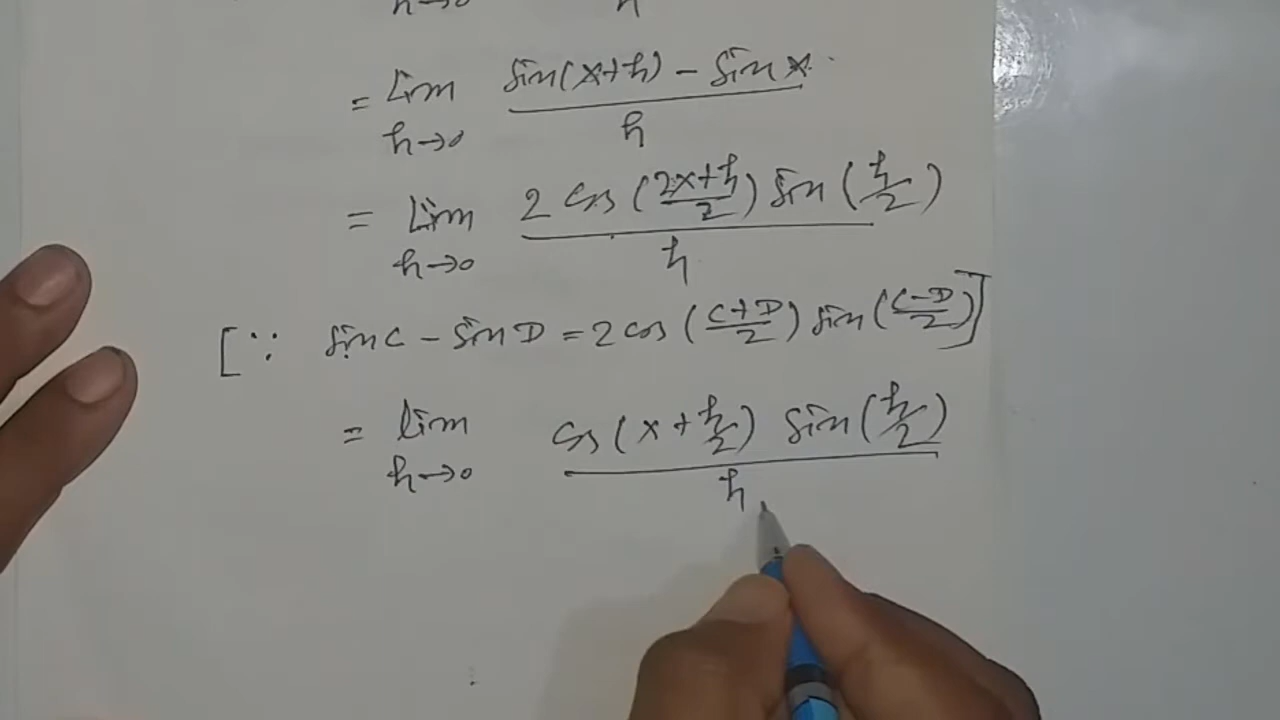 h→0 h
= Lim sin(x+h) - sin x
h→0 h
= Lim 2 cos (2x+h/2) sin (h/2)
h→0 h
[∵ sin C - sin D = 2 cos (C+D/2) sin (C-D/2)]
= lim cos (x + h/2) sin (h/2)
h→0 h